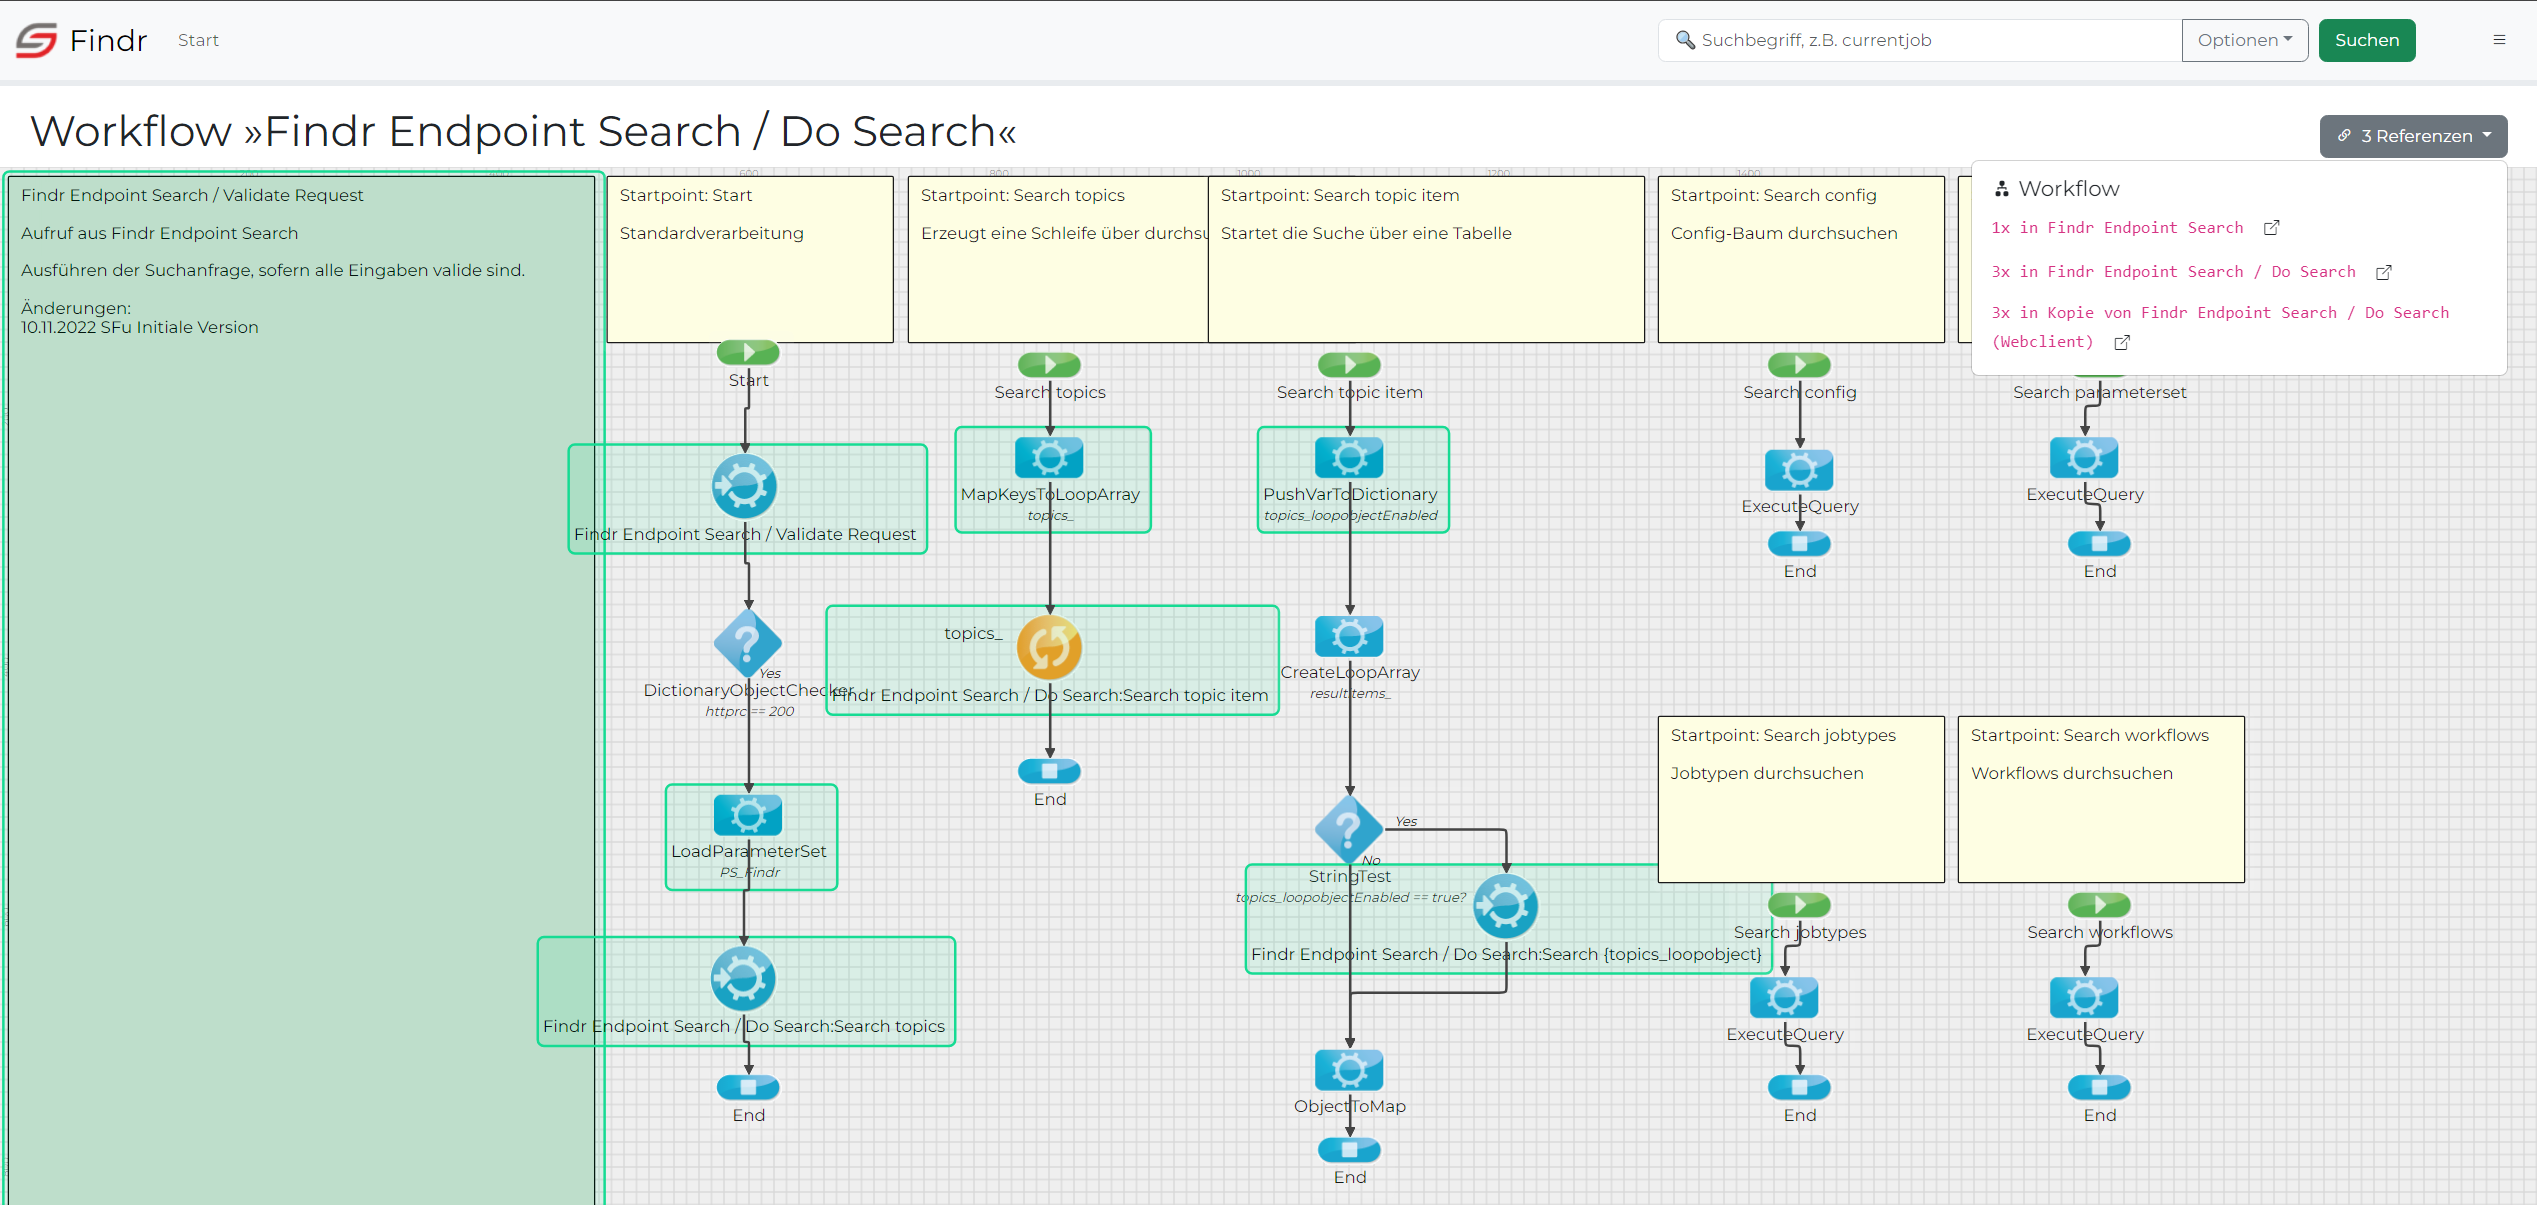 Findr
Start
Suchbegriff, z.B. currentjob
Optionen
Suchen
Workflow »Findr Endpoint Search / Do Search«
3 Referenzen
Workflow
1x in Findr Endpoint Search
3x in Findr Endpoint Search / Do Search
3x in Kopie von Findr Endpoint Search / Do Search
(Webclient)
600
800
1000
1200
1400
Findr Endpoint Search / Validate Request
Aufruf aus Findr Endpoint Search
Ausführen der Suchanfrage, sofern alle Eingaben valide sind.
Änderungen:
10.11.2022 SFu Initiale Version
Startpoint: Start
Standardverarbeitung
Start
Findr Endpoint Search / Validate Request
Yes
DictionaryObjectChecker
httprc == 200
LoadParameterSet
PS_Findr
Findr Endpoint Search / Do Search:Search topics
End
Startpoint: Search topics
Erzeugt eine Schleife über
Search topics
MapKeysToLoopArray
topics_
topics_
Findr Endpoint Search / Do Search:Search topic item
End
Startpoint: Search topic item
Startet die Suche über eine Tabelle
Search topic item
PushVarToDictionary
topics_loopobjectEnabled
CreateLoopArray
resultitems_
Yes
No
StringTest
topics_loopobjectEnabled == true?
Findr Endpoint Search / Do Search:Search {topics_loopobject}
ObjectToMap
End
Startpoint: Search config
Config-Baum durchsuchen
Search config
ExecuteQuery
End
Search parameterset
ExecuteQuery
End
Startpoint: Search jobtypes
Jobtypen durchsuchen
Search jobtypes
ExecuteQuery
End
Startpoint: Search workflows
Workflows durchsuchen
Search workflows
ExecuteQuery
End